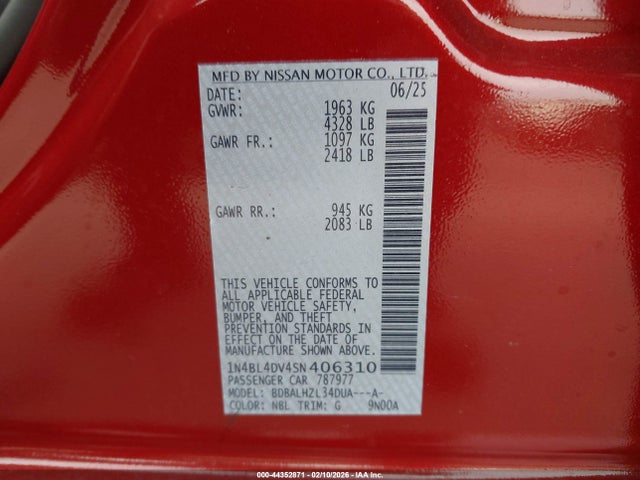 MFD BY NISSAN MOTOR CO., LTD.
DATE: 06/25
GVWR: 1963 KG
4328 LB
GAWR FR.: 1097 KG
2418 LB
GAWR RR.: 945 KG
2083 LB
THIS VEHICLE CONFORMS TO
ALL APPLICABLE FEDERAL
MOTOR VEHICLE SAFETY,
BUMPER, AND THEFT
PREVENTION STANDARDS IN
EFFECT ON THE DATE OF
MANUFACTURE SHOWN ABOVE.
1N4BL4DV4SN406310
PASSENGER CAR 787977
MODEL: BDBALHZL34DUA---A-
COLOR: NBL TRIM: G 9N00A
000-44352871 - 02/10/2026 - IAA Inc.